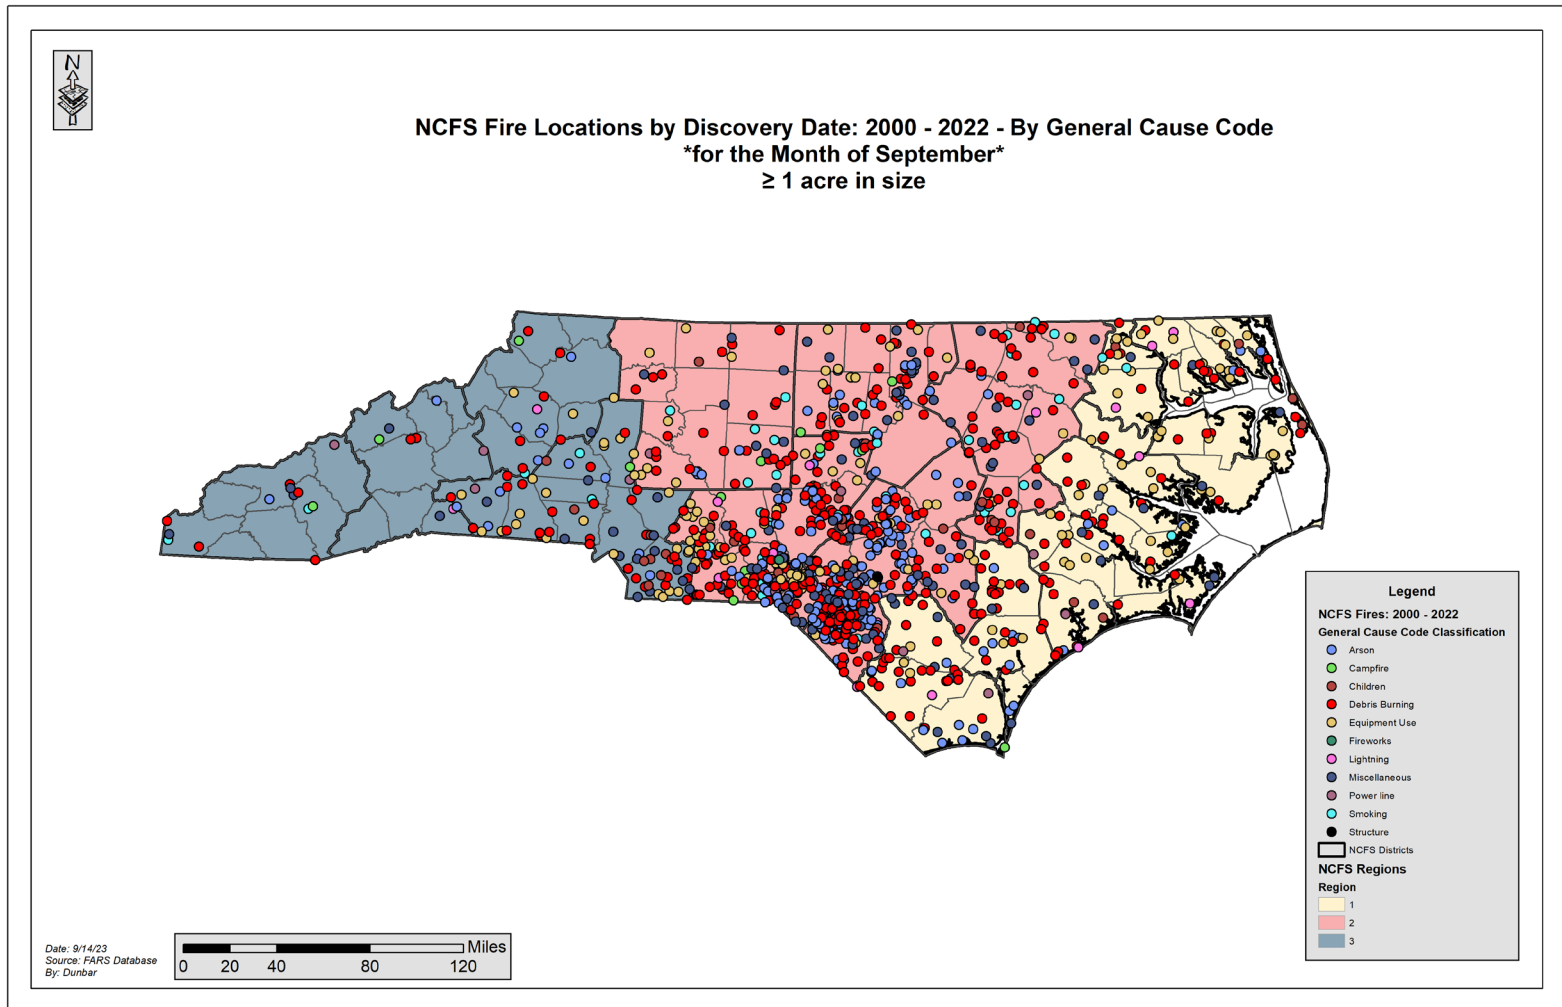 N
NCFS Fire Locations by Discovery Date: 2000 - 2022 - By General Cause Code
*for the Month of September*
≥ 1 acre in size
Legend
NCFS Fires: 2000 - 2022
General Cause Code Classification
Arson
Campfire
Children
Debris Burning
Equipment Use
Fireworks
Lightning
Miscellaneous
Power line
Smoking
Structure
NCFS Districts
NCFS Regions
Region
1
2
3
Date: 9/14/23
Source: FARS Database
By: Dunbar
Miles
0 20 40 80 120